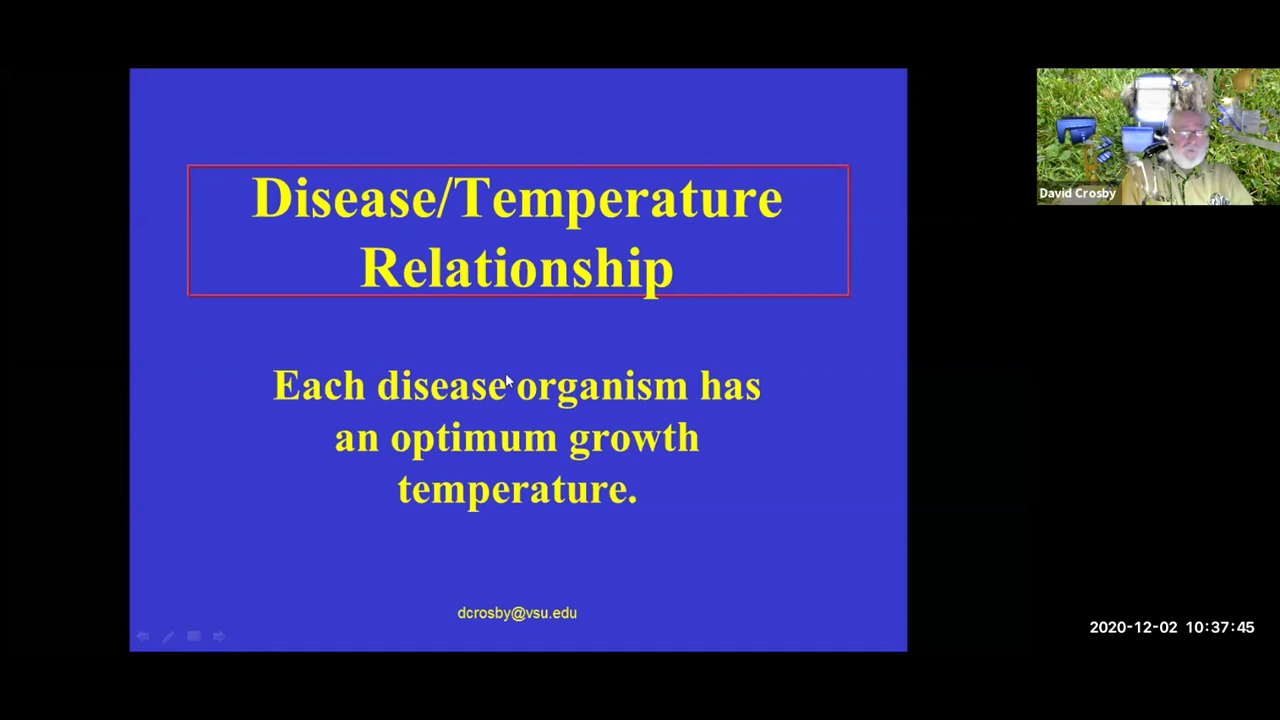 Disease/Temperature
Relationship
Each disease organism has
an optimum growth
temperature.
dcrosby@vsu.edu
David Crosby
2020-12-02 10:37:45